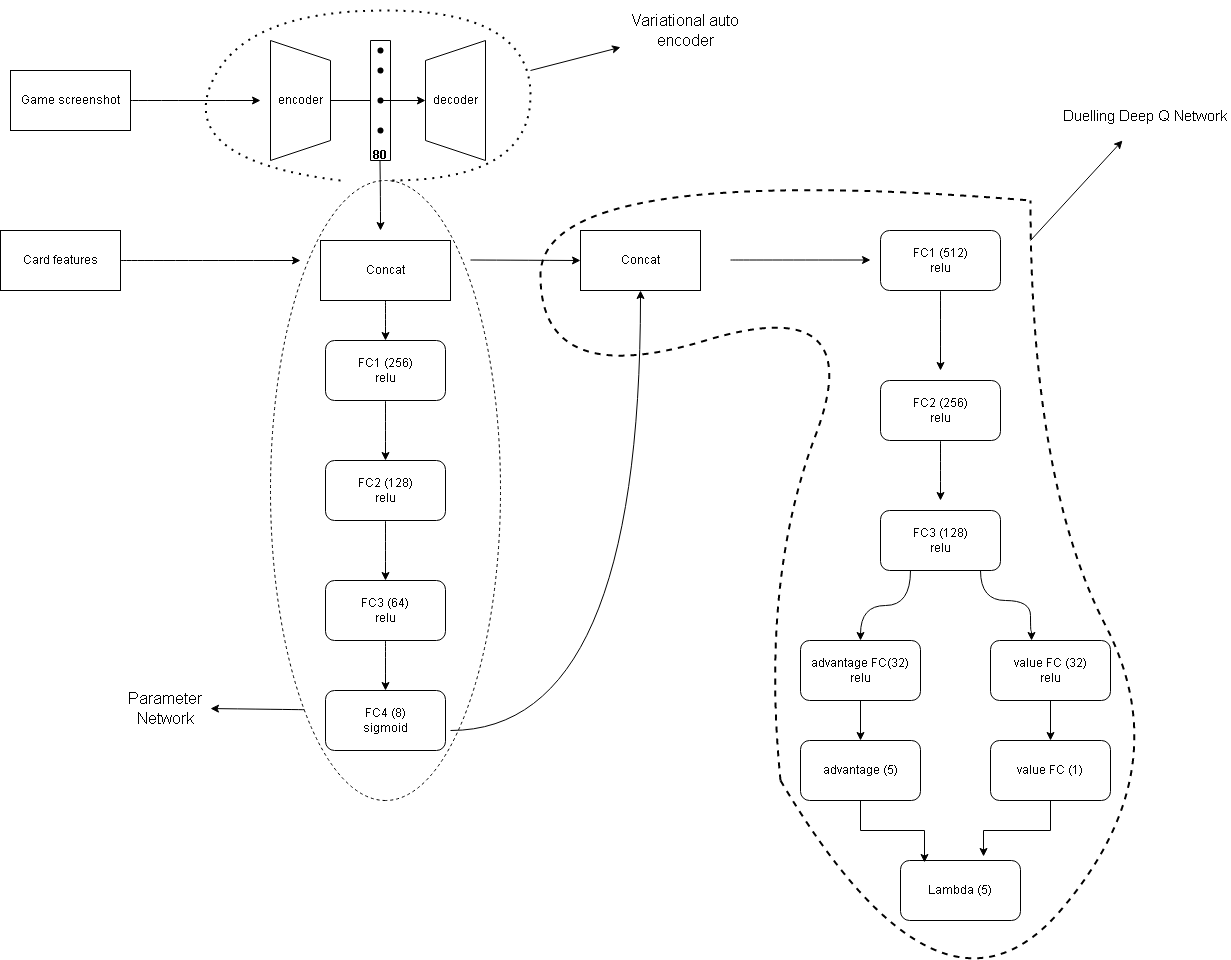 Variational auto
encoder
Game screenshot
encoder
decoder
80
Duelling Deep Q Network
Card features
Concat
Concat
FC1 (512)
relu
FC1 (256)
relu
FC2 (256)
relu
FC2 (128)
relu
FC3 (128)
relu
FC3 (64)
relu
advantage FC(32)
relu
value FC (32)
relu
Parameter
Network
FC4 (8)
sigmoid
advantage (5)
value FC (1)
Lambda (5)